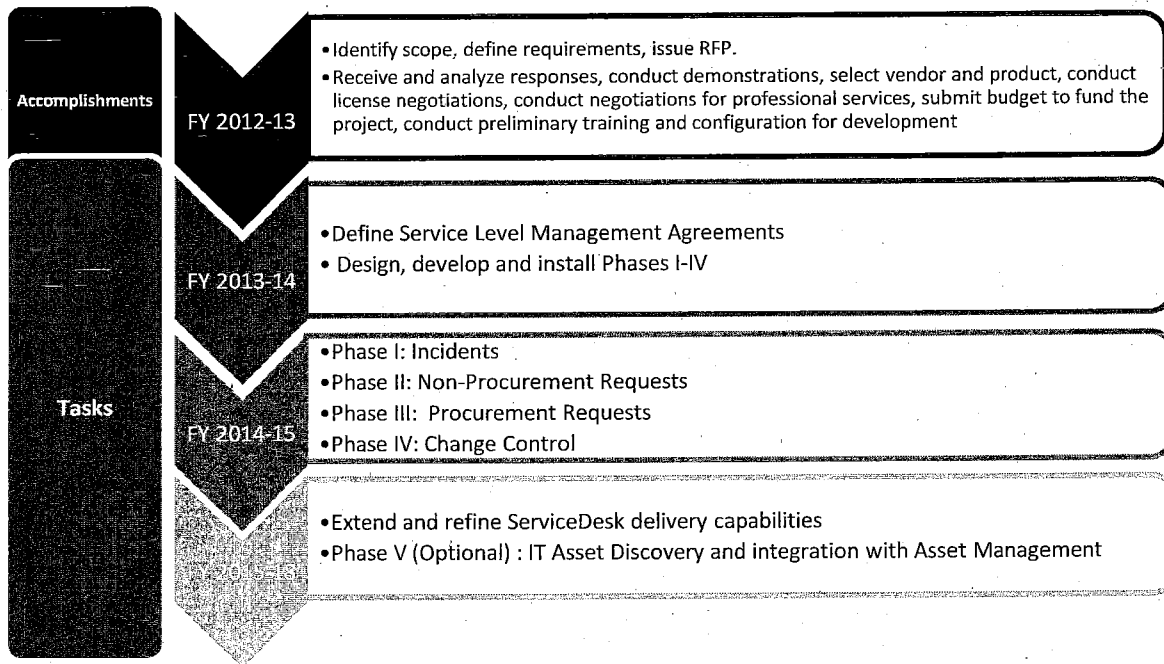 Accomplishments
FY 2012-13
•Identify scope, define requirements, issue RFP.
•Receive and analyze responses, conduct demonstrations, select vendor and product, conduct
license negotiations, conduct negotiations for professional services, submit budget to fund the
project, conduct preliminary training and configuration for development
Tasks
FY 2013-14
•Define Service Level Management Agreements
• Design, develop and install Phases I-IV
FY 2014-15
•Phase I: Incidents
•Phase II: Non-Procurement Requests
•Phase III: Procurement Requests
•Phase IV: Change Control
•Extend and refine ServiceDesk delivery capabilities
•Phase V (Optional) : IT Asset Discovery and integration with Asset Management